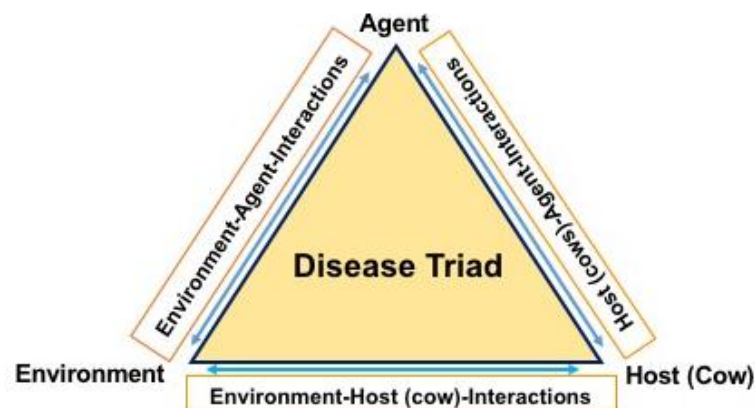 Agent
Environment-Agent-Interactions
Host (cows)-Agent-Interactions
Disease Triad
Environment
Host (Cow)
Environment-Host (cow)-Interactions